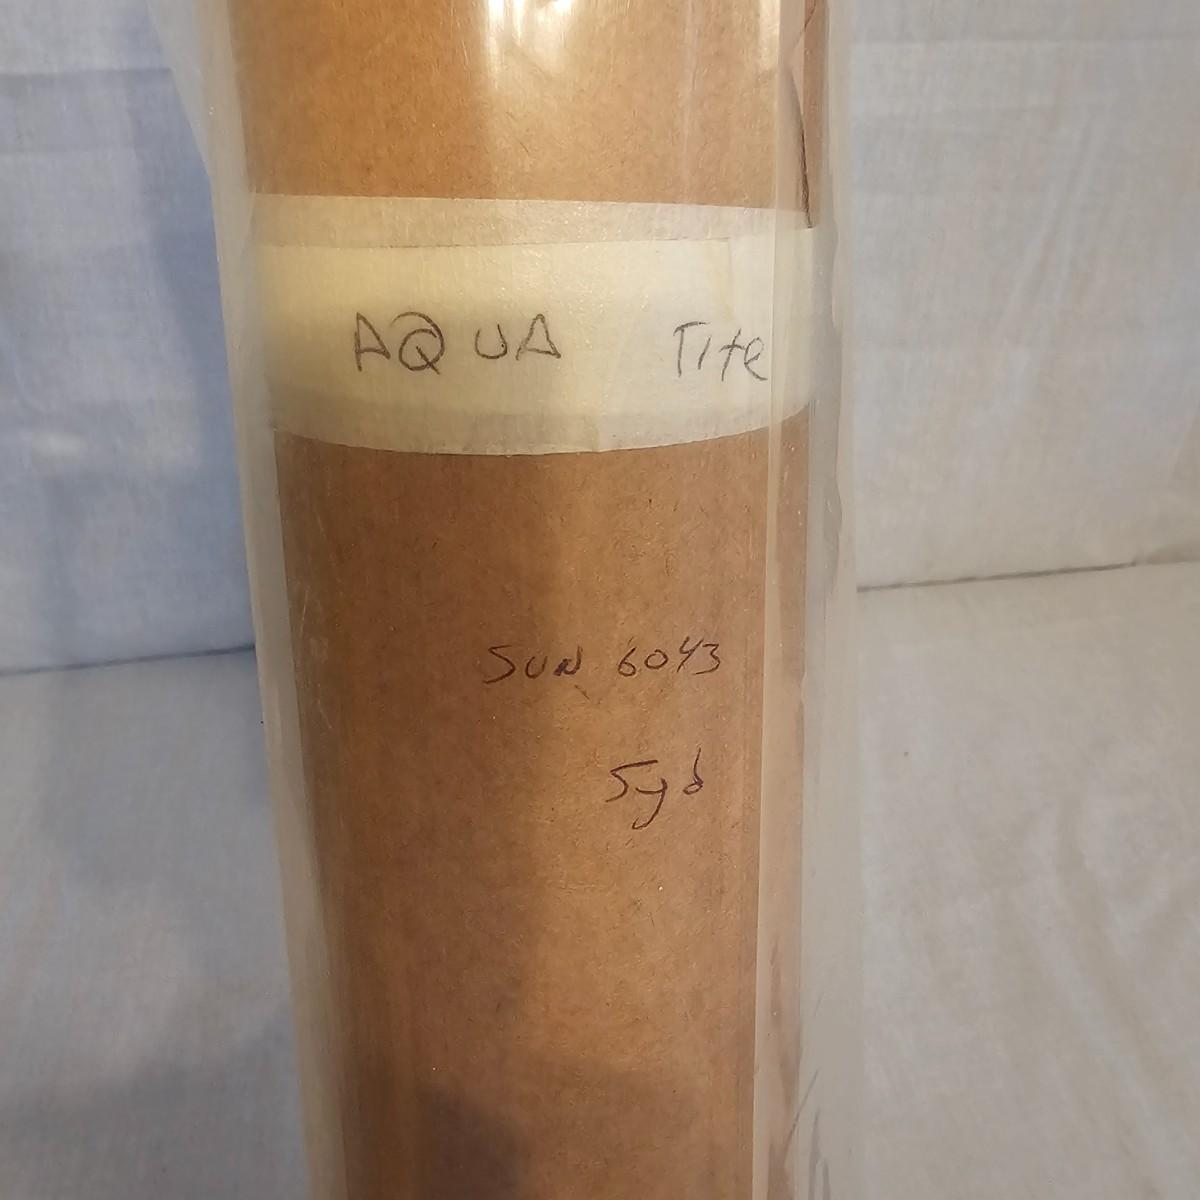 AQUA Tite
SUN 6043
5yd